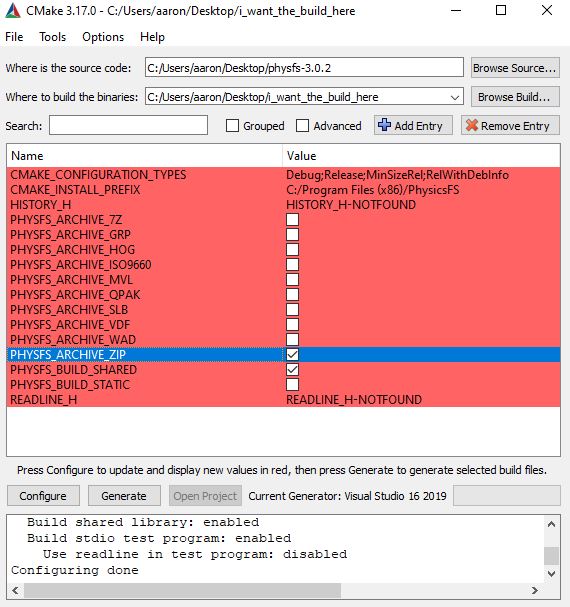 CMake 3.17.0 - C:/Users/aaron/Desktop/i_want_the_build_here
File Tools Options Help
Where is the source code: C:/Users/aaron/Desktop/physfs-3.0.2 Browse Source...
Where to build the binaries: C:/Users/aaron/Desktop/i_want_the_build_here Browse Build...
Search: Grouped Advanced Add Entry Remove Entry
Name Value
CMAKE_CONFIGURATION_TYPES Debug;Release;MinSizeRel;RelWithDebInfo
CMAKE_INSTALL_PREFIX C:/Program Files (x86)/PhysicsFS
HISTORY_H HISTORY_H-NOTFOUND
PHYSFS_ARCHIVE_7Z
PHYSFS_ARCHIVE_GRP
PHYSFS_ARCHIVE_HOG
PHYSFS_ARCHIVE_ISO9660
PHYSFS_ARCHIVE_MVL
PHYSFS_ARCHIVE_QPAK
PHYSFS_ARCHIVE_SLB
PHYSFS_ARCHIVE_VDF
PHYSFS_ARCHIVE_WAD
PHYSFS_ARCHIVE_ZIP
PHYSFS_BUILD_SHARED
PHYSFS_BUILD_STATIC
READLINE_H READLINE_H-NOTFOUND
Press Configure to update and display new values in red, then press Generate to generate selected build files.
Configure Generate Open Project Current Generator: Visual Studio 16 2019
Build shared library: enabled
Build stdio test program: enabled
Use readline in test program: disabled
Configuring done